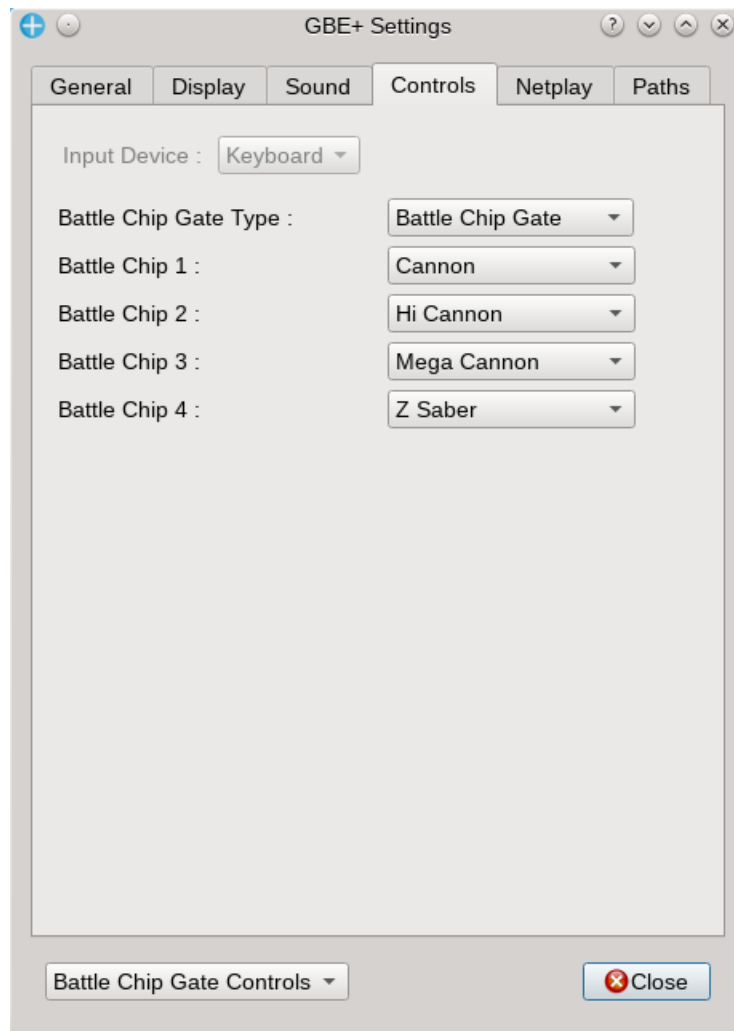 GBE+ Settings
General Display Sound Controls Netplay Paths
Input Device : Keyboard
Battle Chip Gate Type : Battle Chip Gate
Battle Chip 1 : Cannon
Battle Chip 2 : Hi Cannon
Battle Chip 3 : Mega Cannon
Battle Chip 4 : Z Saber
Battle Chip Gate Controls Close